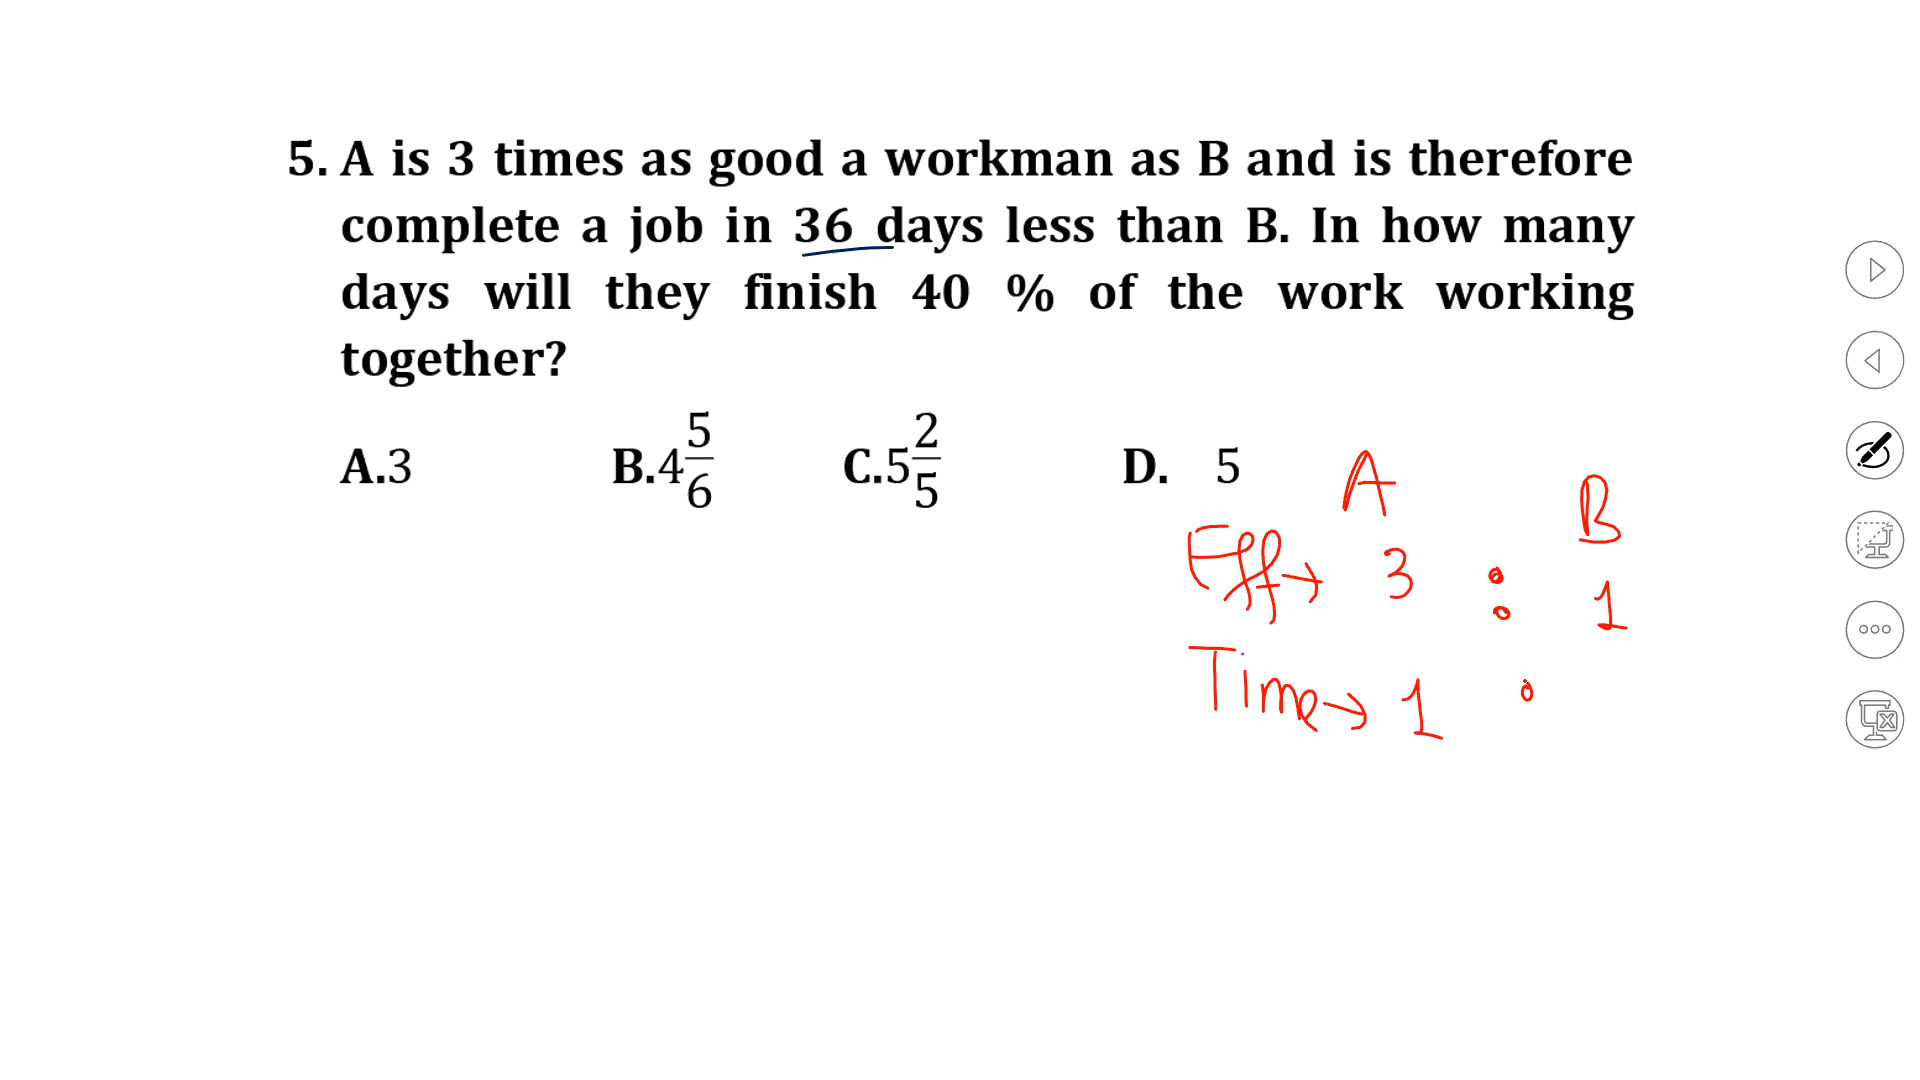 5. A is 3 times as good a workman as B and is therefore
complete a job in 36 days less than B. In how many
days will they finish 40 % of the work working
together?
A.3 B.4 5/6 C.5 2/5 D. 5
A B
Eff→ 3 : 1
Time→ 1